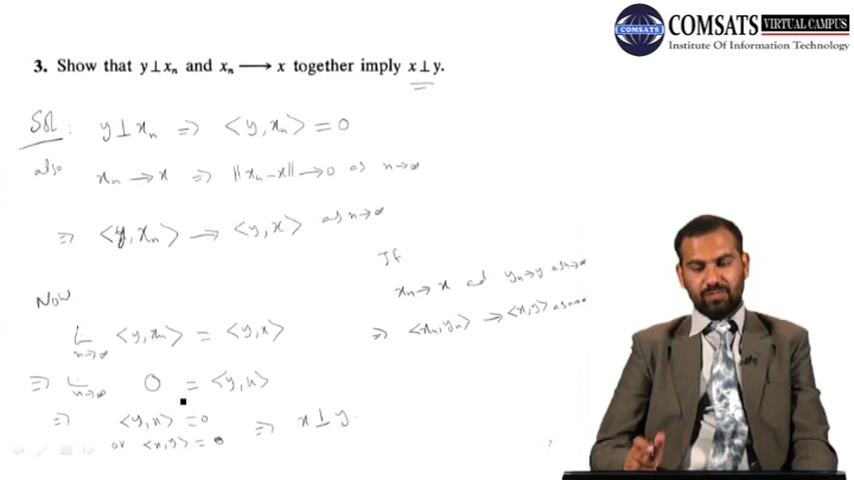 COMSATS VIRTUAL CAMPUS
Institute Of Information Technology
3. Show that y ⊥ xₙ and xₙ ⟶ x together imply x ⊥ y.
Sol: y ⊥ xₙ ⇒ <y, xₙ> = 0
also xₙ → x ⇒ ||xₙ - x|| → 0 as n→∞
⇒ <y, xₙ> → <y, x> as n→∞
If
xₙ → x and yₙ → y as n→∞
⇒ <xₙ, yₙ> → <x, y> as n→∞
Now
lim n→∞ <y, xₙ> = <y, x>
⇒ lim n→∞ 0 = <y, x>
⇒ <y, x> = 0
or <x, y> = 0 ⇒ x ⊥ y.
7